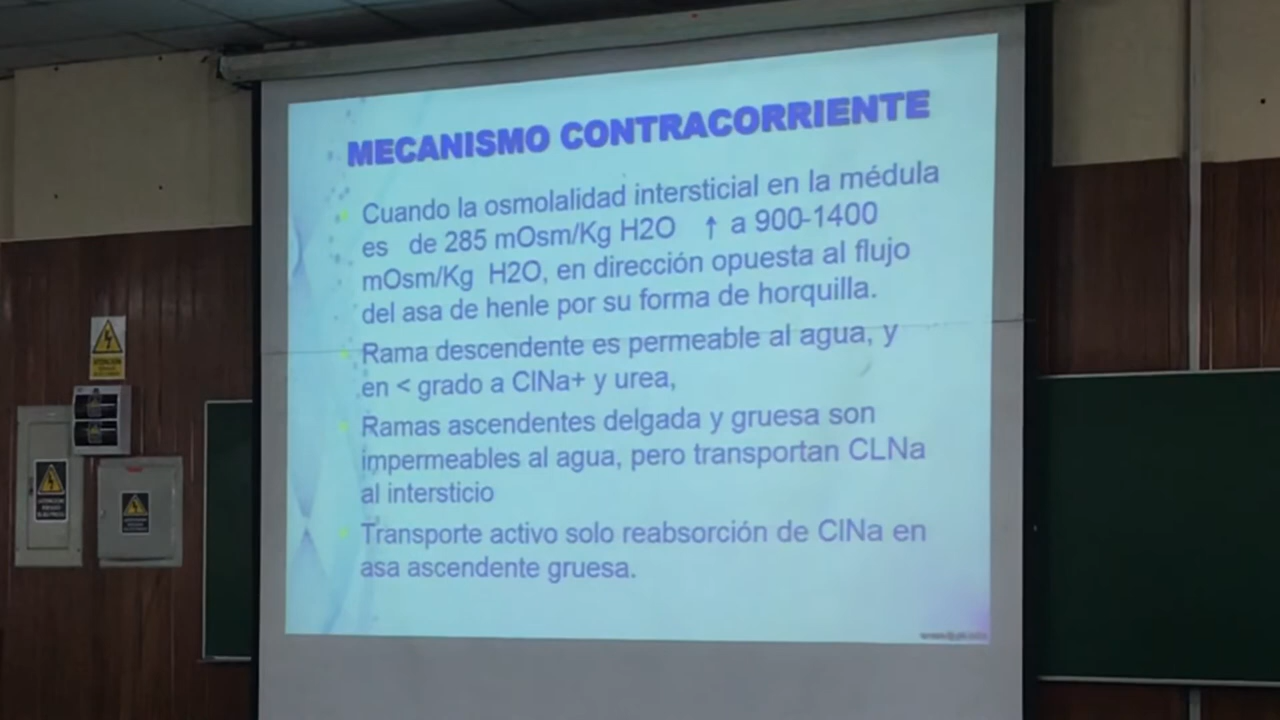 MECANISMO CONTRACORRIENTE
Cuando la osmolalidad intersticial en la médula
es de 285 mOsm/Kg H2O ↑ a 900-1400
mOsm/Kg H2O, en dirección opuesta al flujo
del asa de henle por su forma de horquilla.
Rama descendente es permeable al agua, y
en < grado a ClNa+ y urea,
Ramas ascendentes delgada y gruesa son
impermeables al agua, pero transportan CLNa
al intersticio
Transporte activo solo reabsorción de ClNa en
asa ascendente gruesa.